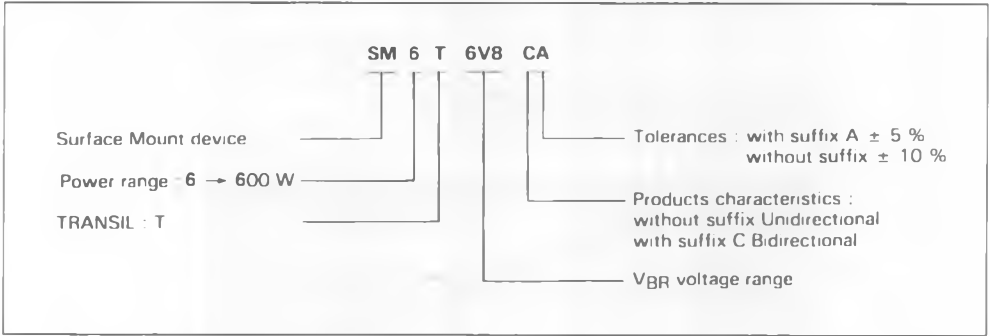 SM 6 T 6V8 CA
Surface Mount device
Power range 6 → 600 W
TRANSIL : T
Tolerances : with suffix A ± 5 %
without suffix ± 10 %
Products characteristics :
without suffix Unidirectional
with suffix C Bidirectional
VBR voltage range